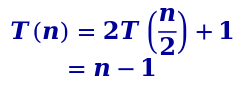 T(n) = 2T (n/2) + 1
= n − 1